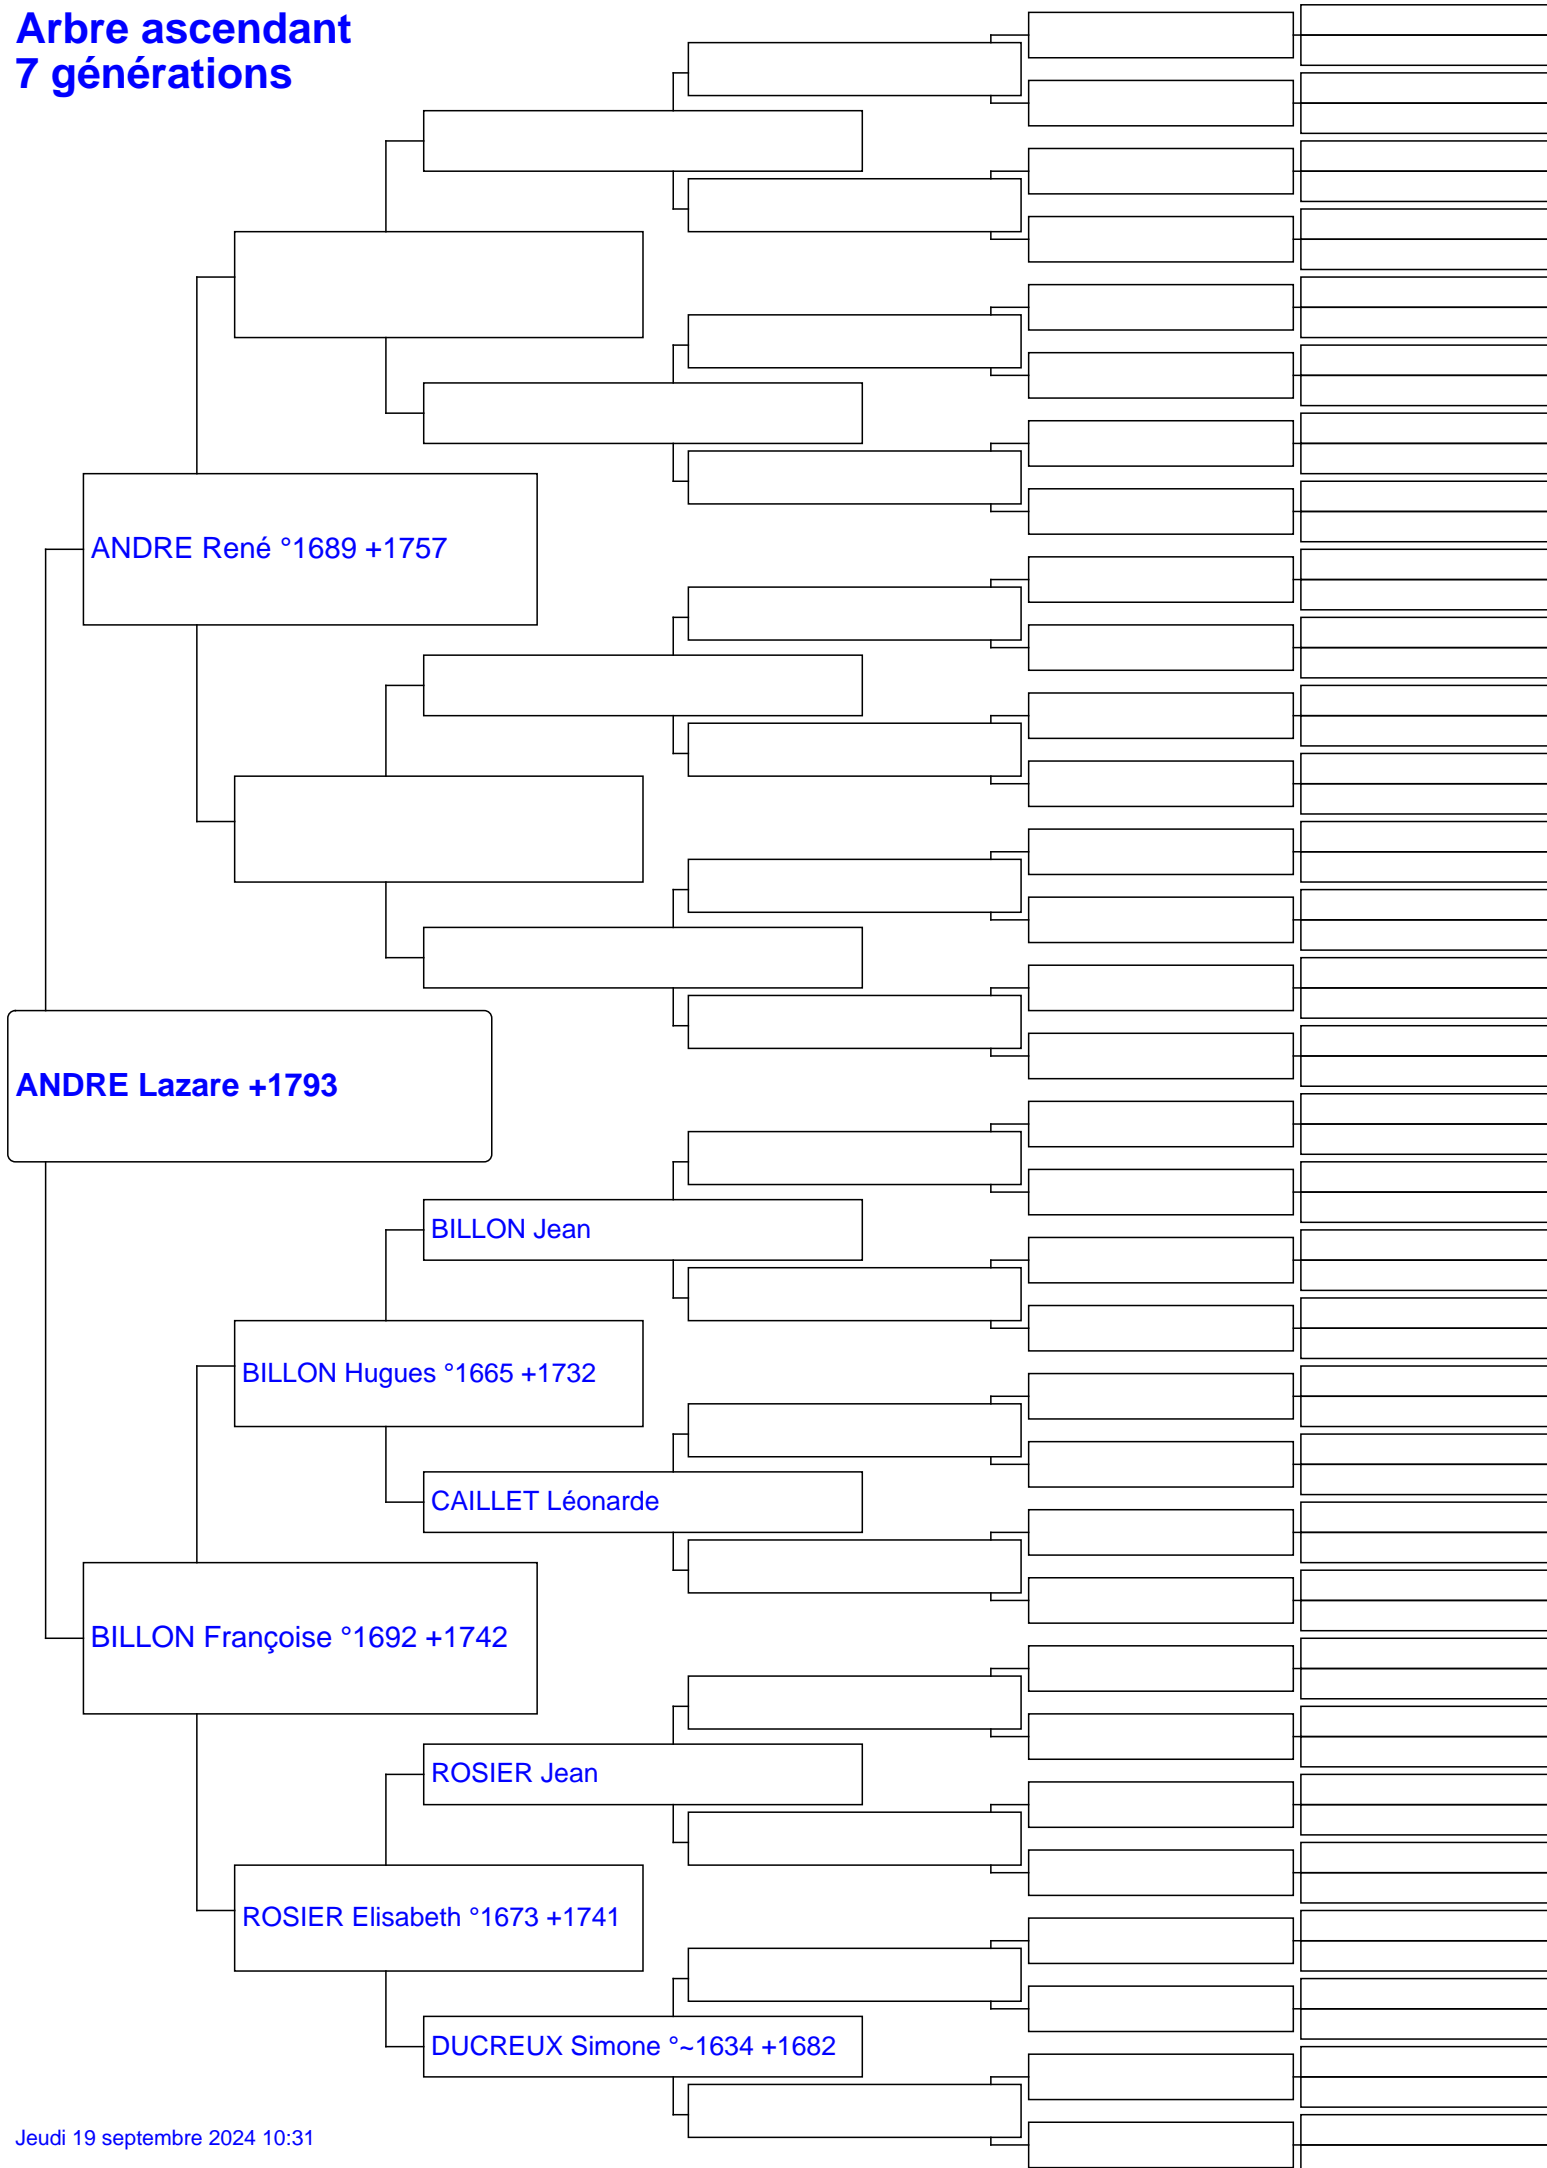 Arbre ascendant
7 générations
ANDRE René °1689 +1757
ANDRE Lazare +1793
BILLON Jean
BILLON Hugues °1665 +1732
CAILLET Léonarde
BILLON Françoise °1692 +1742
ROSIER Jean
ROSIER Elisabeth °1673 +1741
DUCREUX Simone °~1634 +1682
Jeudi 19 septembre 2024 10:31